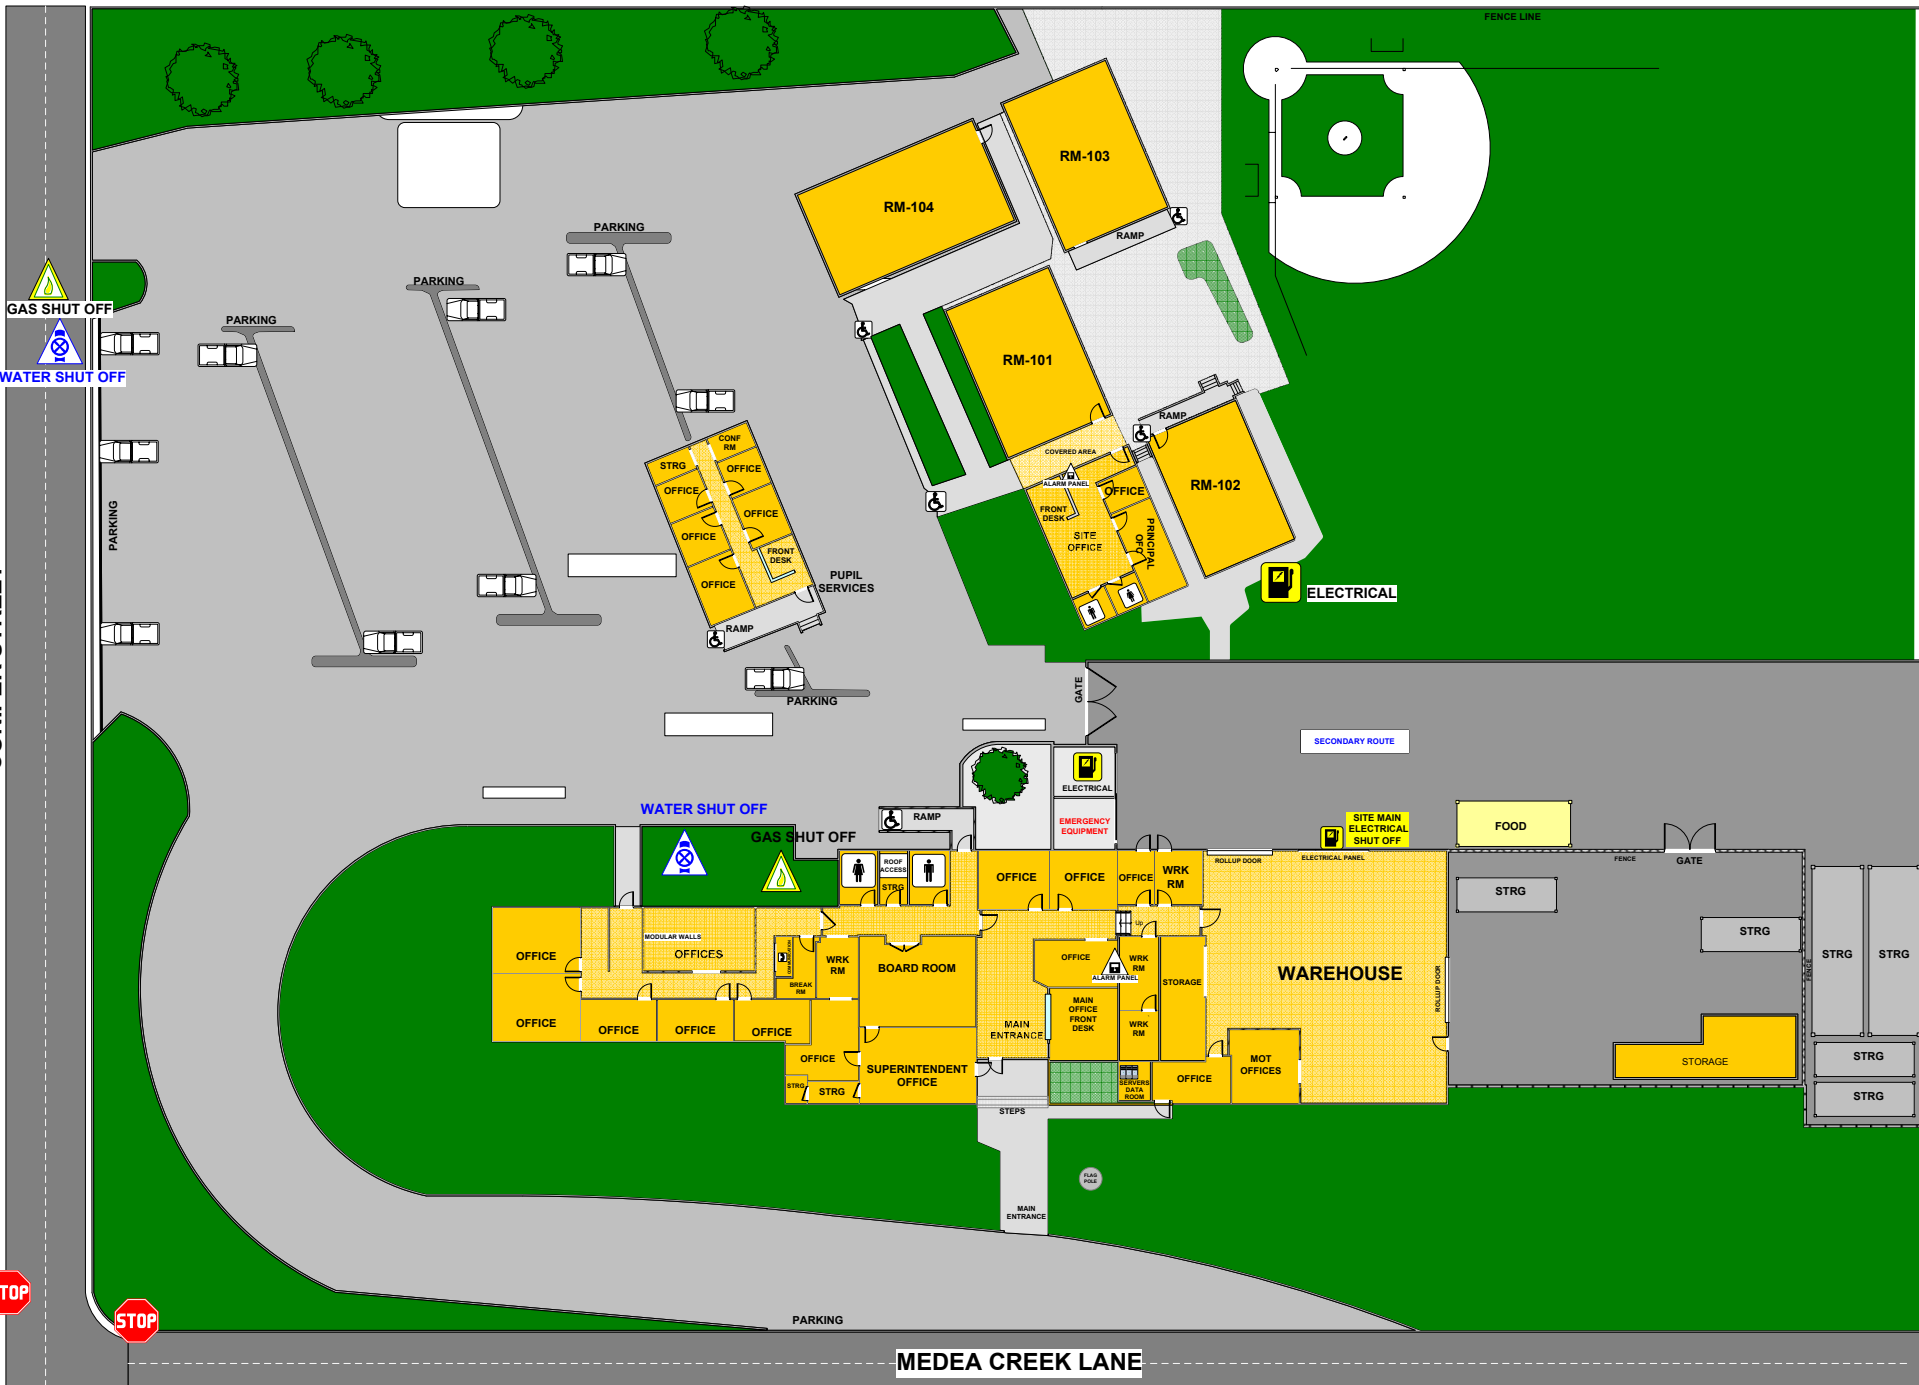 FENCE LINE
RM-103
RM-104
RAMP
PARKING
PARKING
PARKING
GAS SHUT OFF
WATER SHUT OFF
PARKING
RM-101
RAMP
COVERED AREA
ALARM PANEL
OFFICE
FRONT
DESK
SITE
OFFICE
PRINCIPAL
OFC
RM-102
ELECTRICAL
CONF
RM
STRG
OFFICE
OFFICE
OFFICE
OFFICE
FRONT
DESK
OFFICE
PUPIL
SERVICES
RAMP
PARKING
GATE
SECONDARY ROUTE
ELECTRICAL
EMERGENCY
EQUIPMENT
WATER SHUT OFF
GAS SHUT OFF
RAMP
SITE MAIN
ELECTRICAL
SHUT OFF
FOOD
ROLLUP DOOR
ELECTRICAL PANEL
FENCE
GATE
ROOF
ACCESS
STRG
OFFICE
OFFICE
OFFICE
WRK
RM
Up
STRG
STRG
STRG
STRG
FENCE
MODULAR WALLS
OFFICES
OFFICE
OFFICE
OFFICE
OFFICE
OFFICE
BREAK
RM
WRK
RM
BOARD ROOM
OFFICE
ALARM PANEL
WRK
RM
STORAGE
WAREHOUSE
ROLLUP DOOR
MAIN
OFFICE
FRONT
DESK
WRK
RM
MAIN
ENTRANCE
OFFICE
STRG
STRG
SUPERINTENDENT
OFFICE
SERVERS
DATA
ROOM
OFFICE
MOT
OFFICES
STORAGE
STRG
STRG
STEPS
FLAG
POLE
MAIN
ENTRANCE
STOP
PARKING
MEDEA CREEK LANE